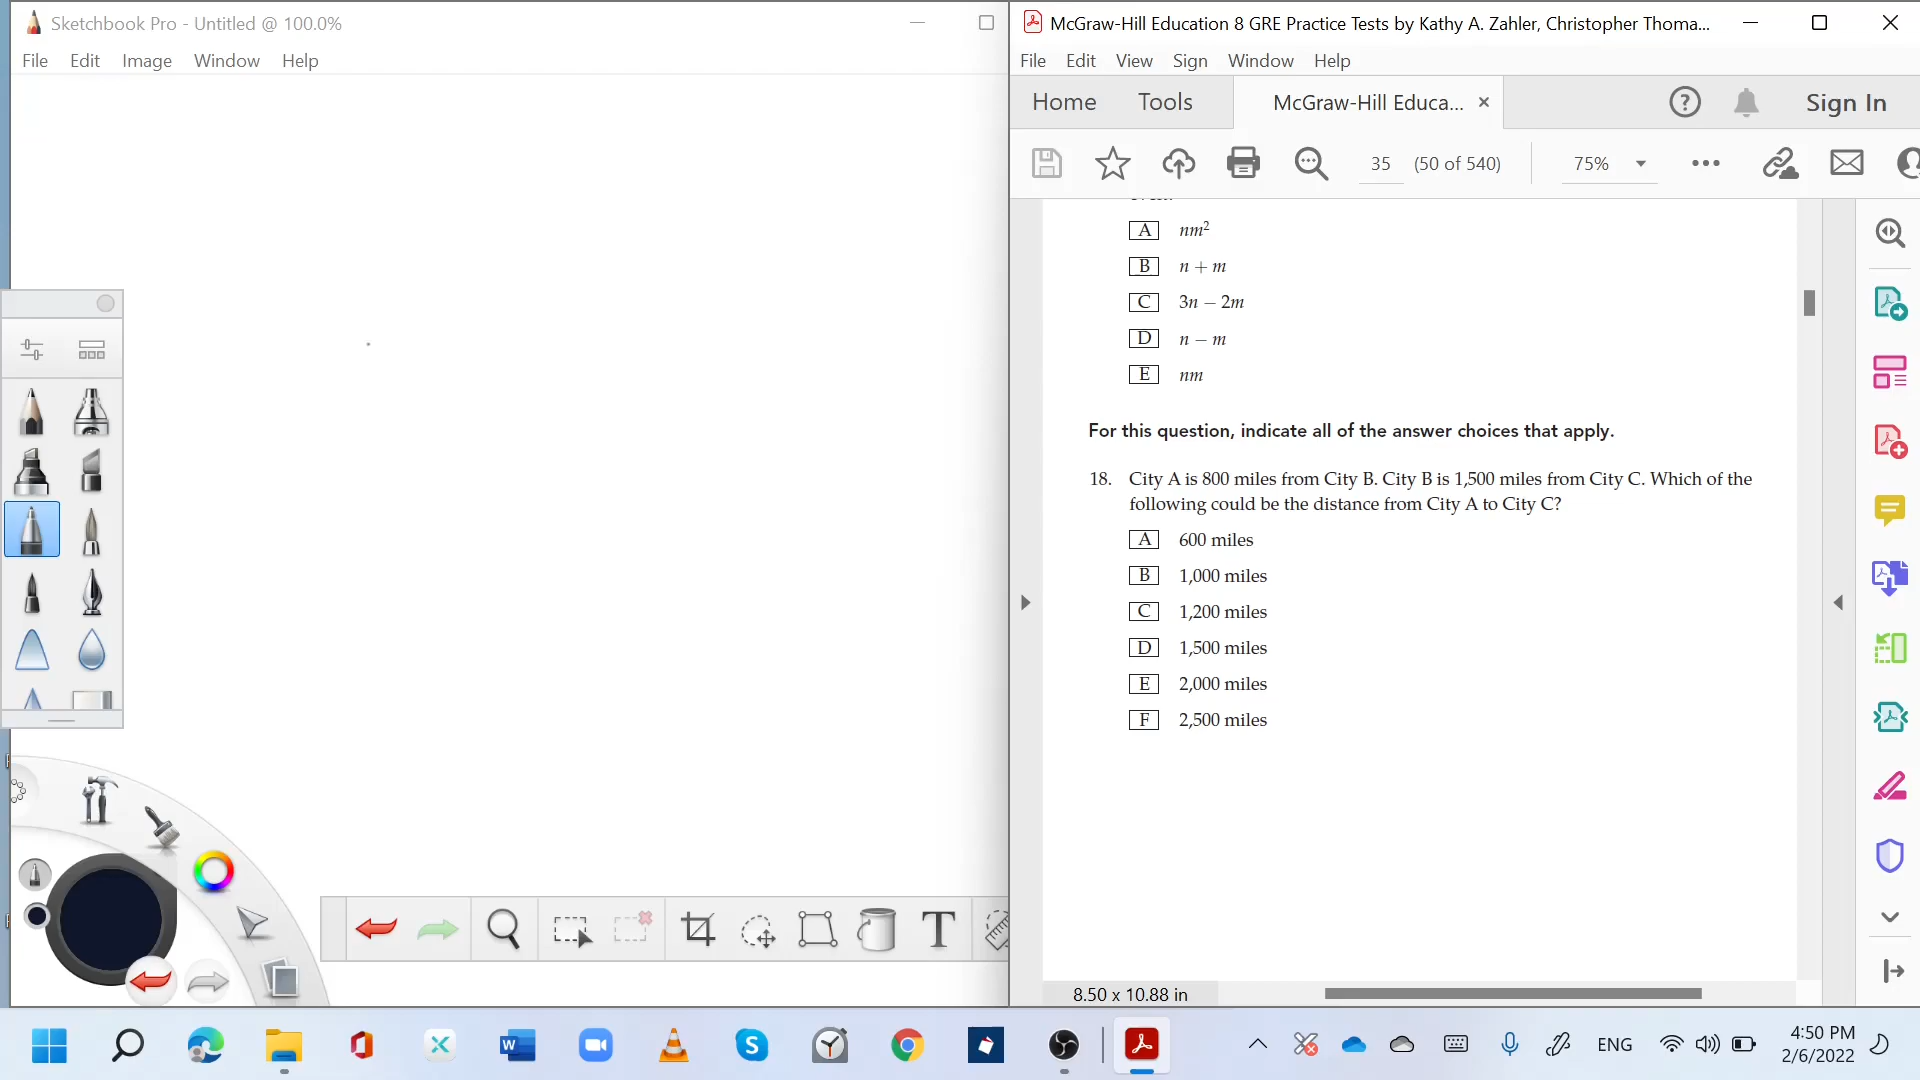 Sketchbook Pro - Untitled @ 100.0%
File Edit Image Window Help
McGraw-Hill Education 8 GRE Practice Tests by Kathy A. Zahler, Christopher Thoma...
File Edit View Sign Window Help
Home Tools McGraw-Hill Educa... × Sign In
35 (50 of 540) 75%
A nm²
B n + m
C 3n − 2m
D n − m
E nm
For this question, indicate all of the answer choices that apply.
18. City A is 800 miles from City B. City B is 1,500 miles from City C. Which of the
following could be the distance from City A to City C?
A 600 miles
B 1,000 miles
C 1,200 miles
D 1,500 miles
E 2,000 miles
F 2,500 miles
8.50 x 10.88 in
ENG
4:50 PM
2/6/2022